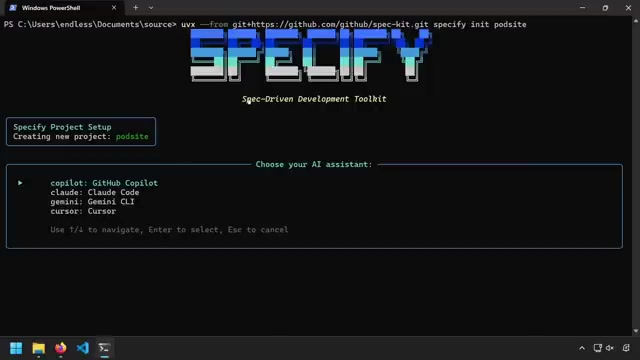 Windows PowerShell
PS C:\Users\endless\Documents\source> uvx --from git+https://github.com/github/spec-kit.git specify init podsite
SPECIFY
Spec-Driven Development Toolkit
Specify Project Setup
Creating new project: podsite
Choose your AI assistant:
copilot: GitHub Copilot
claude: Claude Code
gemini: Gemini CLI
cursor: Cursor
Use ↑/↓ to navigate, Enter to select, Esc to cancel